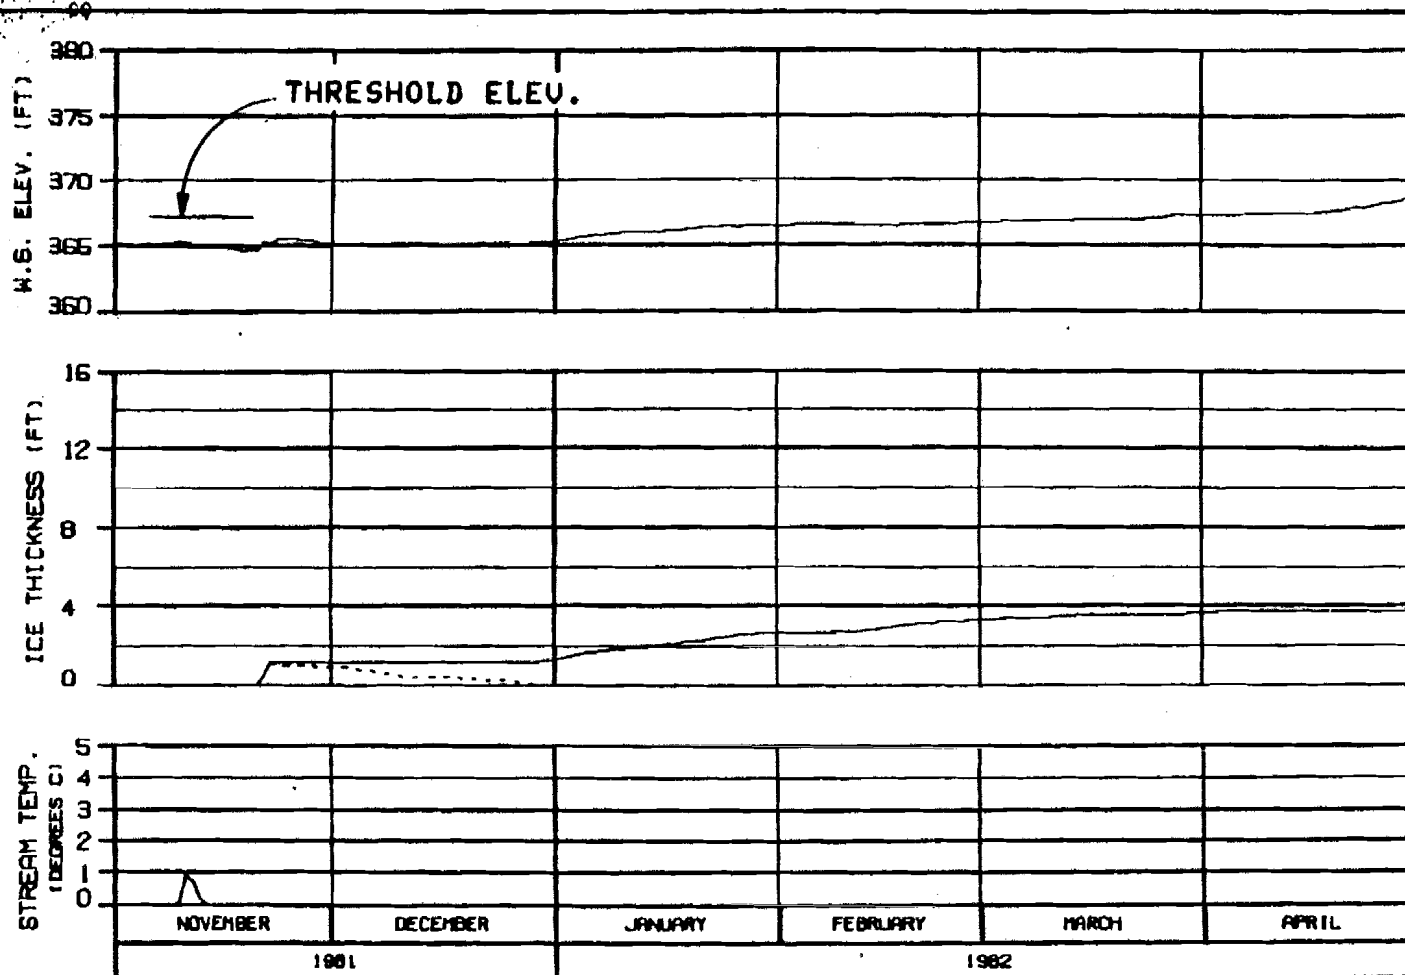 380
THRESHOLD ELEV.
375
370
365
360
W.S. ELEV. (FT)
16
12
8
4
0
ICE THICKNESS (FT)
5
4
3
2
1
0
STREAM TEMP.
(DEGREES C)
NOVEMBER DECEMBER JANUARY FEBRUARY MARCH APRIL
1981 1982